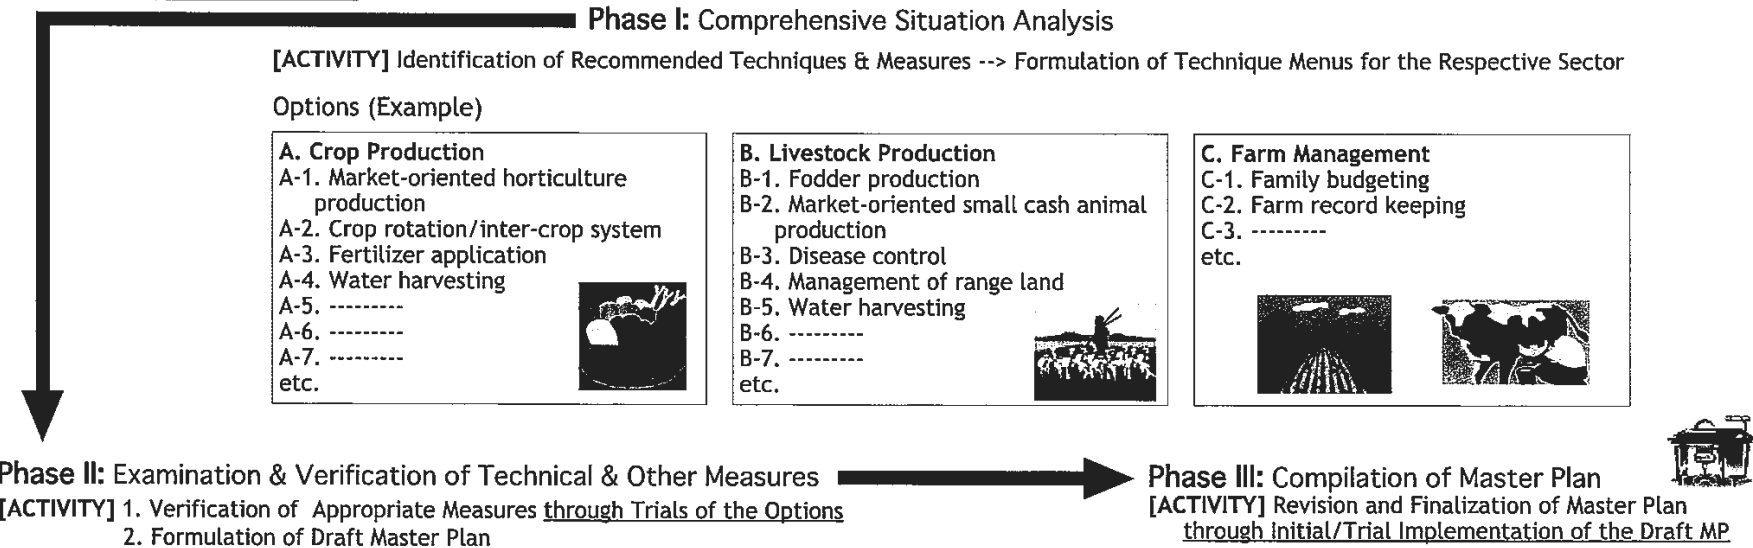 Phase I: Comprehensive Situation Analysis
[ACTIVITY] Identification of Recommended Techniques & Measures --> Formulation of Technique Menus for the Respective Sector
Options (Example)
A. Crop Production
A-1. Market-oriented horticulture
production
A-2. Crop rotation/inter-crop system
A-3. Fertilizer application
A-4. Water harvesting
A-5. ---------
A-6. ---------
A-7. ---------
etc.
B. Livestock Production
B-1. Fodder production
B-2. Market-oriented small cash animal
production
B-3. Disease control
B-4. Management of range land
B-5. Water harvesting
B-6. ---------
B-7. ---------
etc.
C. Farm Management
C-1. Family budgeting
C-2. Farm record keeping
C-3. ---------
etc.
Phase II: Examination & Verification of Technical & Other Measures
[ACTIVITY] 1. Verification of Appropriate Measures through Trials of the Options
2. Formulation of Draft Master Plan
Phase III: Compilation of Master Plan
[ACTIVITY] Revision and Finalization of Master Plan
through Initial/Trial Implementation of the Draft MP